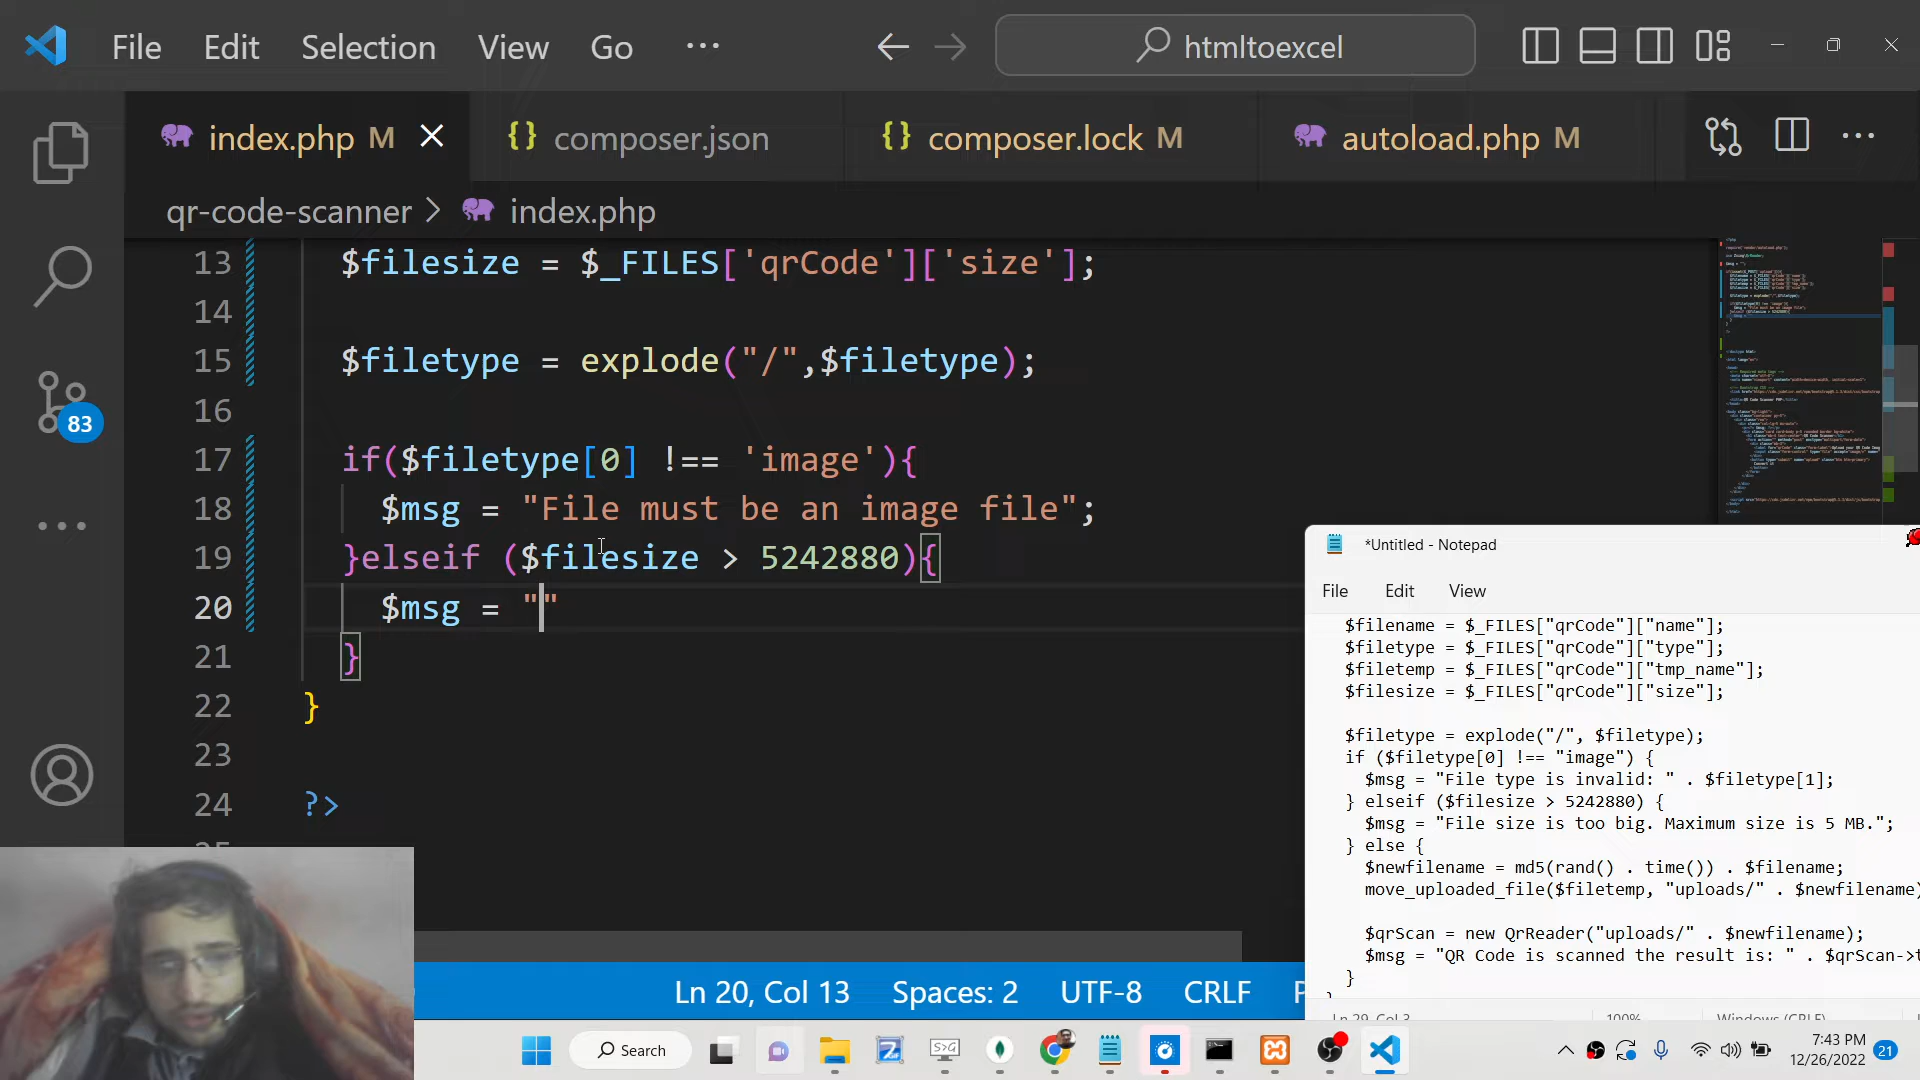 File Edit Selection View Go ···
htmltoexcel
index.php M
{} composer.json
{} composer.lock M
autoload.php M
qr-code-scanner > index.php
83
13 $filesize = $_FILES['qrCode']['size'];
14
15 $filetype = explode("/",$filetype);
16
17 if($filetype[0] !== 'image'){
18 $msg = "File must be an image file";
19 }elseif ($filesize > 5242880){
20 $msg = ""
21 }
22 }
23
24 ?>
*Untitled - Notepad
File Edit View
$filename = $_FILES["qrCode"]["name"];
$filetype = $_FILES["qrCode"]["type"];
$filetemp = $_FILES["qrCode"]["tmp_name"];
$filesize = $_FILES["qrCode"]["size"];
$filetype = explode("/", $filetype);
if ($filetype[0] !== "image") {
$msg = "File type is invalid: " . $filetype[1];
} elseif ($filesize > 5242880) {
$msg = "File size is too big. Maximum size is 5 MB.";
} else {
$newfilename = md5(rand() . time()) . $filename;
move_uploaded_file($filetemp, "uploads/" . $newfilename)
$qrScan = new QrReader("uploads/" . $newfilename);
$msg = "QR Code is scanned the result is: " . $qrScan->t
}
Ln 20, Col 13 Spaces: 2 UTF-8 CRLF
Search
7:43 PM
12/26/2022
21